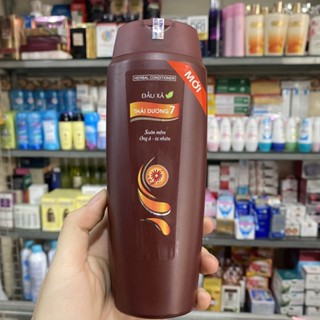 HERBAL CONDITIONER
MỚI
DẦU XẢ
THÁI DƯƠNG 7
Suôn mềm
Óng ả - tự nhiên